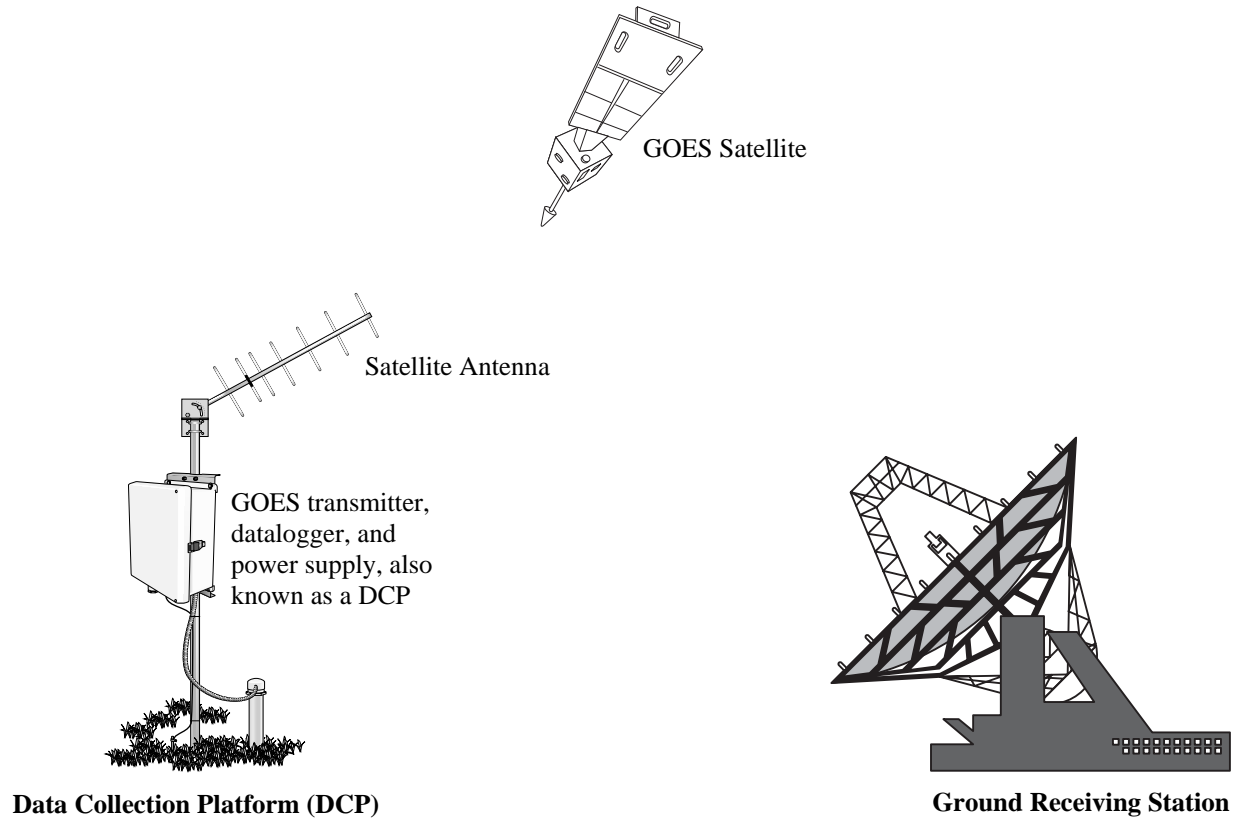 GOES Satellite
Satellite Antenna
GOES transmitter,
datalogger, and
power supply, also
known as a DCP
Data Collection Platform (DCP)
Ground Receiving Station